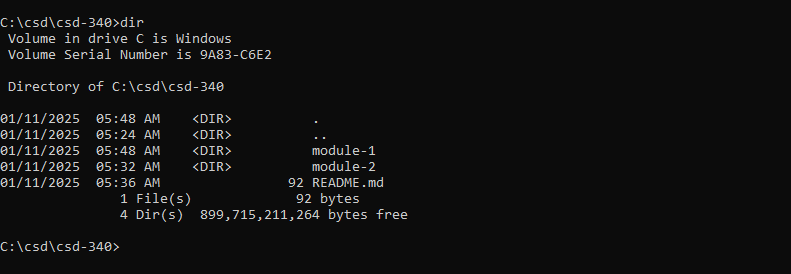 C:\csd\csd-340>dir
Volume in drive C is Windows
Volume Serial Number is 9A83-C6E2
Directory of C:\csd\csd-340
01/11/2025  05:48 AM    <DIR>          .
01/11/2025  05:24 AM    <DIR>          ..
01/11/2025  05:48 AM    <DIR>          module-1
01/11/2025  05:32 AM    <DIR>          module-2
01/11/2025  05:36 AM                92 README.md
1 File(s)             92 bytes
4 Dir(s)  899,715,211,264 bytes free
C:\csd\csd-340>